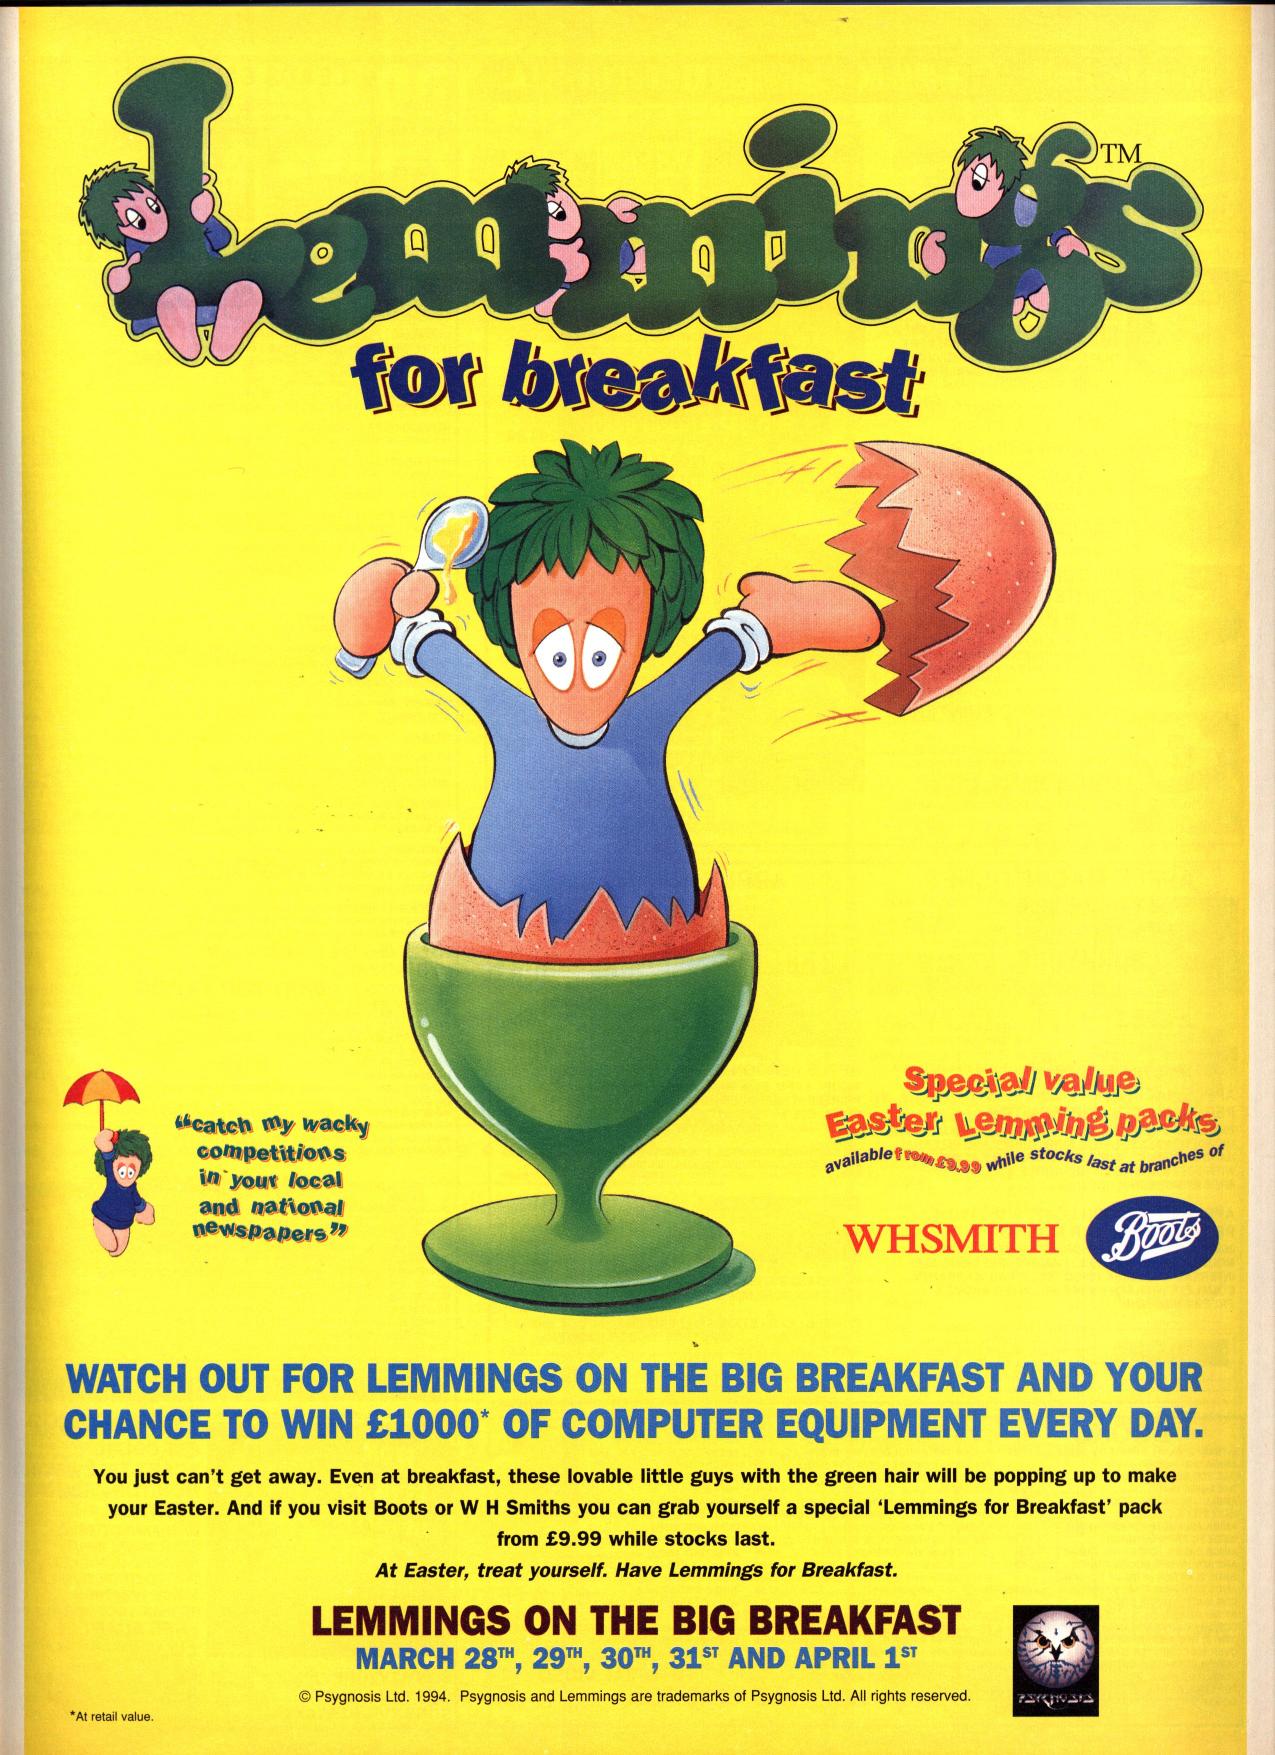 Lemmings™
for breakfast
“catch my wacky
competitions
in your local
and national
newspapers”
Special value
Easter Lemming packs
available from £9.99 while stocks last at branches of
WHSMITH
Boots
WATCH OUT FOR LEMMINGS ON THE BIG BREAKFAST AND YOUR
CHANCE TO WIN £1000* OF COMPUTER EQUIPMENT EVERY DAY.
You just can't get away. Even at breakfast, these lovable little guys with the green hair will be popping up to make
your Easter. And if you visit Boots or W H Smiths you can grab yourself a special ‘Lemmings for Breakfast’ pack
from £9.99 while stocks last.
At Easter, treat yourself. Have Lemmings for Breakfast.
LEMMINGS ON THE BIG BREAKFAST
MARCH 28TH, 29TH, 30TH, 31ST AND APRIL 1ST
© Psygnosis Ltd. 1994. Psygnosis and Lemmings are trademarks of Psygnosis Ltd. All rights reserved.
PSYGNOSIS
*At retail value.